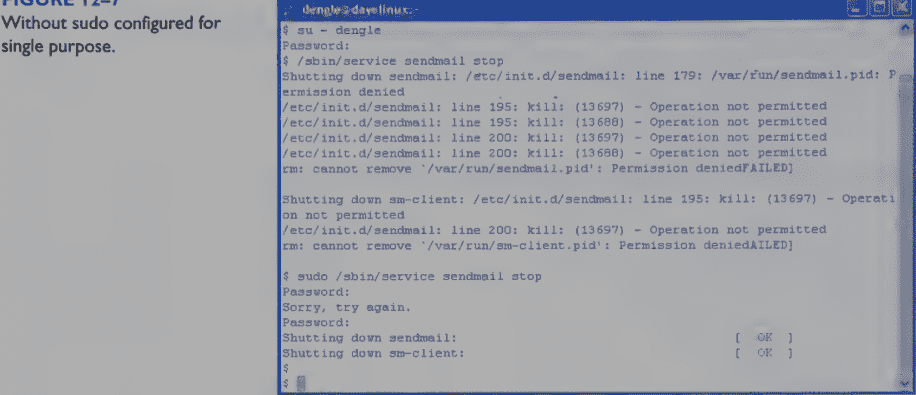 FIGURE 12–7
Without sudo configured for
single purpose.
dengle@davelinux:~
$ su - dengle
Password:
$ /sbin/service sendmail stop
Shutting down sendmail: /etc/init.d/sendmail: line 179: /var/run/sendmail.pid: P
ermission denied
/etc/init.d/sendmail: line 195: kill: (13697) - Operation not permitted
/etc/init.d/sendmail: line 195: kill: (13688) - Operation not permitted
/etc/init.d/sendmail: line 200: kill: (13697) - Operation not permitted
/etc/init.d/sendmail: line 200: kill: (13688) - Operation not permitted
rm: cannot remove `/var/run/sendmail.pid': Permission deniedFAILED]
Shutting down sm-client: /etc/init.d/sendmail: line 195: kill: (13697) - Operati
on not permitted
/etc/init.d/sendmail: line 200: kill: (13697) - Operation not permitted
rm: cannot remove `/var/run/sm-client.pid': Permission deniedAILED]
$ sudo /sbin/service sendmail stop
Password:
Sorry, try again.
Password:
Shutting down sendmail: [ OK ]
Shutting down sm-client: [ OK ]
$
$